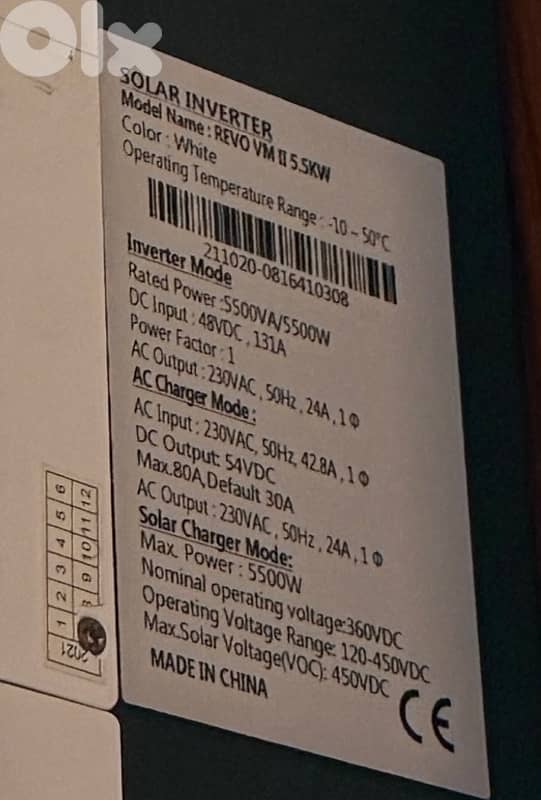 olx
SOLAR INVERTER
Model Name : REVO VM II 5.5KW
Color : White
Operating Temperature Range : -10 ~ 50°C
211020-0816410308
Inverter Mode
Rated Power :5500VA/5500W
DC Input : 48VDC , 131A
Power Factor : 1
AC Output : 230VAC , 50Hz , 24A , 1 Φ
AC Charger Mode :
AC Input : 230VAC, 50Hz, 42.8A , 1 Φ
DC Output: 54VDC
Max.80A,Default 30A
AC Output : 230VAC , 50Hz , 24A , 1 Φ
Solar Charger Mode:
Max. Power : 5500W
Nominal operating voltage:360VDC
Operating Voltage Range: 120-450VDC
Max.Solar Voltage(VOC): 450VDC
MADE IN CHINA
CE
2021
1 2 3 4 5 6
8 9 10 11 12